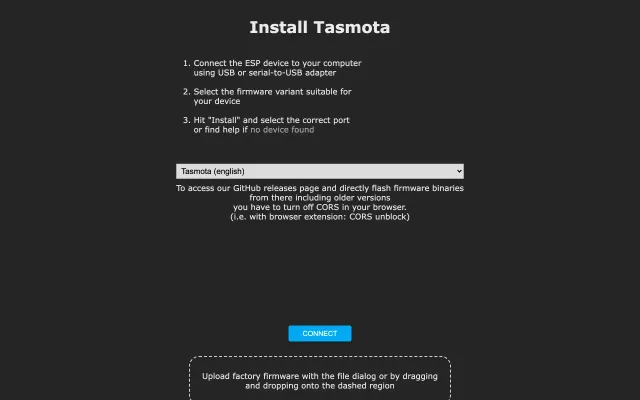 Install Tasmota
1. Connect the ESP device to your computer
using USB or serial-to-USB adapter
2. Select the firmware variant suitable for
your device
3. Hit "Install" and select the correct port
or find help if no device found
Tasmota (english)
To access our GitHub releases page and directly flash firmware binaries
from there including older versions
you have to turn off CORS in your browser.
(i.e. with browser extension: CORS unblock)
CONNECT
Upload factory firmware with the file dialog or by dragging
and dropping onto the dashed region